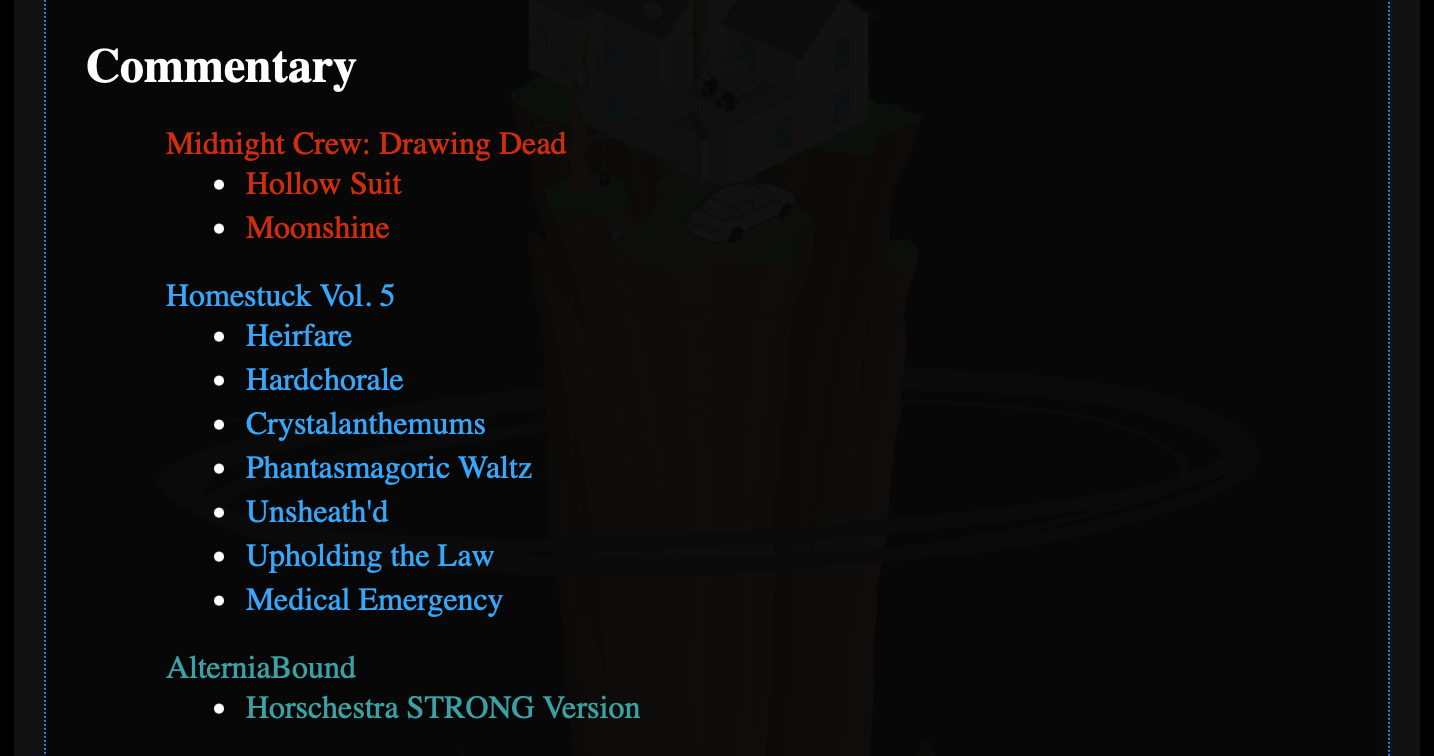 Commentary
Midnight Crew: Drawing Dead
Hollow Suit
Moonshine
Homestuck Vol. 5
Heirfare
Hardchorale
Crystalanthemums
Phantasmagoric Waltz
Unsheath'd
Upholding the Law
Medical Emergency
AlterniaBound
Horschestra STRONG Version